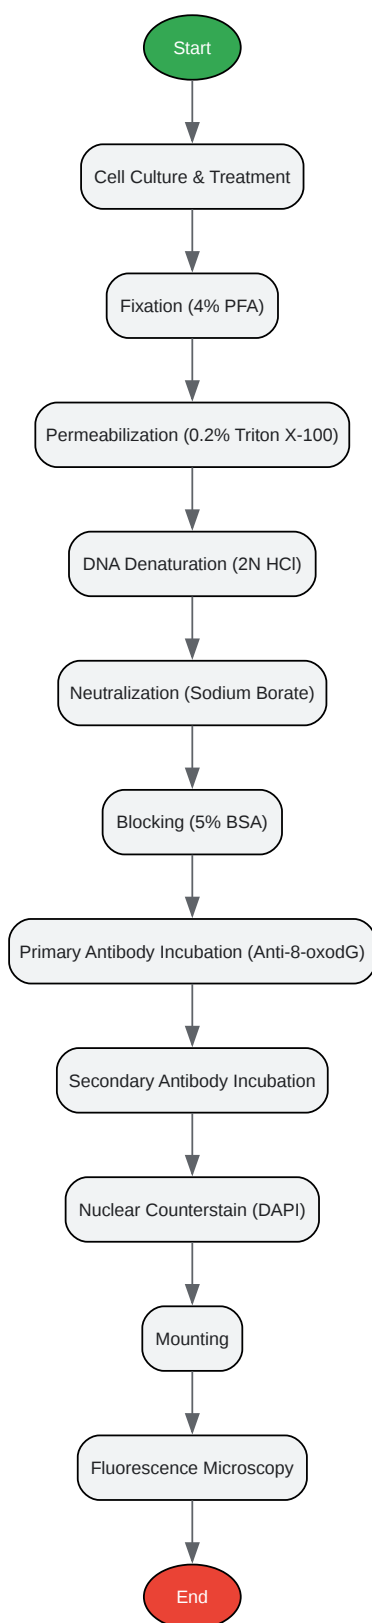 Start
Cell Culture & Treatment
Fixation (4% PFA)
Permeabilization (0.2% Triton X-100)
DNA Denaturation (2N HCl)
Neutralization (Sodium Borate)
Blocking (5% BSA)
Primary Antibody Incubation (Anti-8-oxodG)
Secondary Antibody Incubation
Nuclear Counterstain (DAPI)
Mounting
Fluorescence Microscopy
End